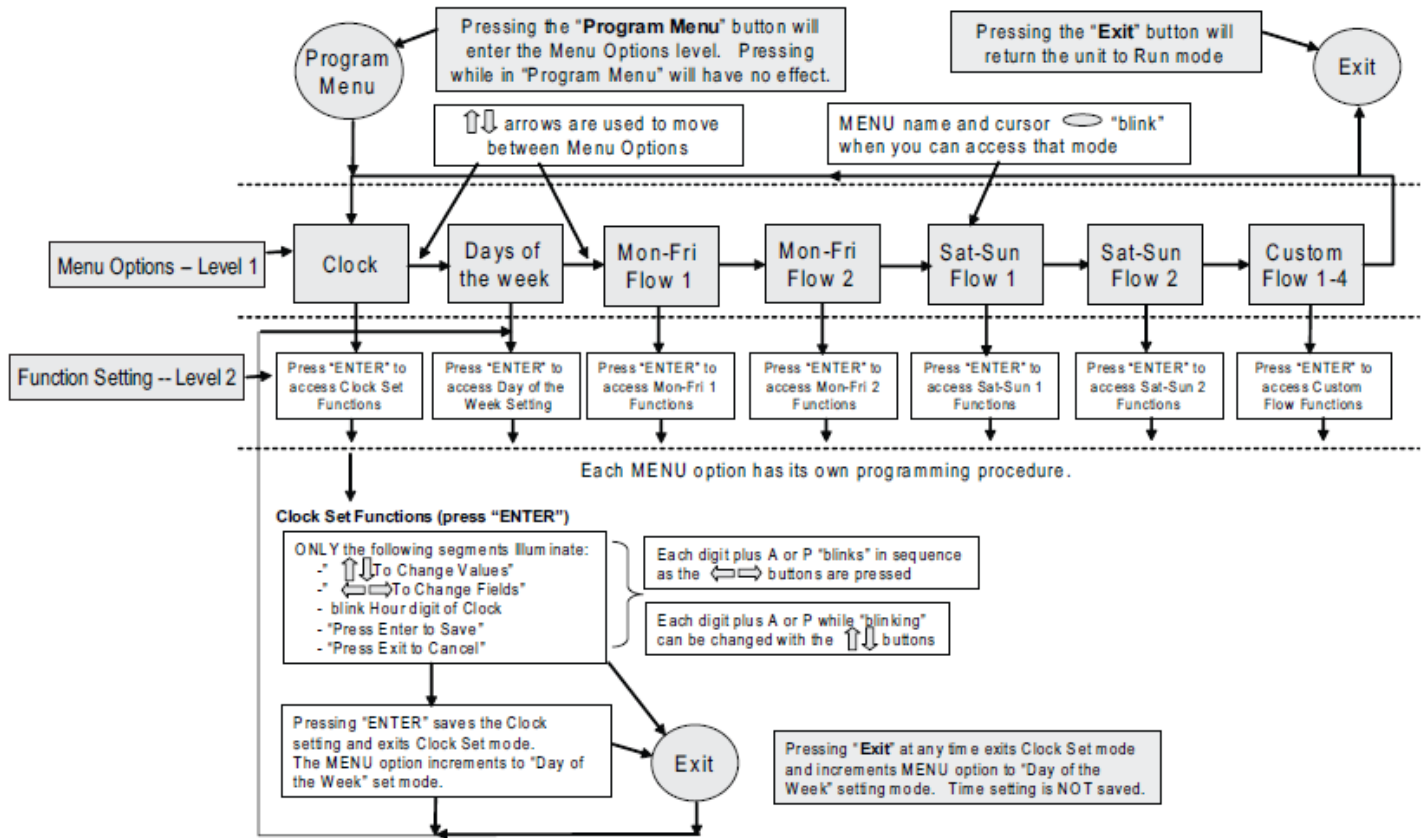 Program
Menu
Pressing the "Program Menu" button will
enter the Menu Options level. Pressing
while in "Program Menu" will have no effect.
Pressing the "Exit" button will
return the unit to Run mode
Exit
⇧⇩ arrows are used to move
between Menu Options
MENU name and cursor "blink"
when you can access that mode
Menu Options – Level 1
Clock
Days of
the week
Mon-Fri
Flow 1
Mon-Fri
Flow 2
Sat-Sun
Flow 1
Sat-Sun
Flow 2
Custom
Flow 1-4
Function Setting -- Level 2
Press "ENTER" to
access Clock Set
Functions
Press "ENTER" to
access Day of the
Week Setting
Press "ENTER" to
access Mon-Fri 1
Functions
Press "ENTER" to
access Mon-Fri 2
Functions
Press "ENTER" to
access Sat-Sun 1
Functions
Press "ENTER" to
access Sat-Sun 2
Functions
Press "ENTER" to
access Custom
Flow Functions
Each MENU option has its own programming procedure.
Clock Set Functions (press "ENTER")
ONLY the following segments Illuminate:
-" ⇧⇩To Change Values"
-" ⇦⇨To Change Fields"
- blink Hour digit of Clock
- "Press Enter to Save"
- "Press Exit to Cancel"
Each digit plus A or P "blinks" in sequence
as the ⇦⇨ buttons are pressed
Each digit plus A or P while "blinking"
can be changed with the ⇧⇩ buttons
Pressing "ENTER" saves the Clock
setting and exits Clock Set mode.
The MENU option increments to "Day of
the Week" set mode.
Exit
Pressing "Exit" at any time exits Clock Set mode
and increments MENU option to "Day of the
Week" setting mode. Time setting is NOT saved.